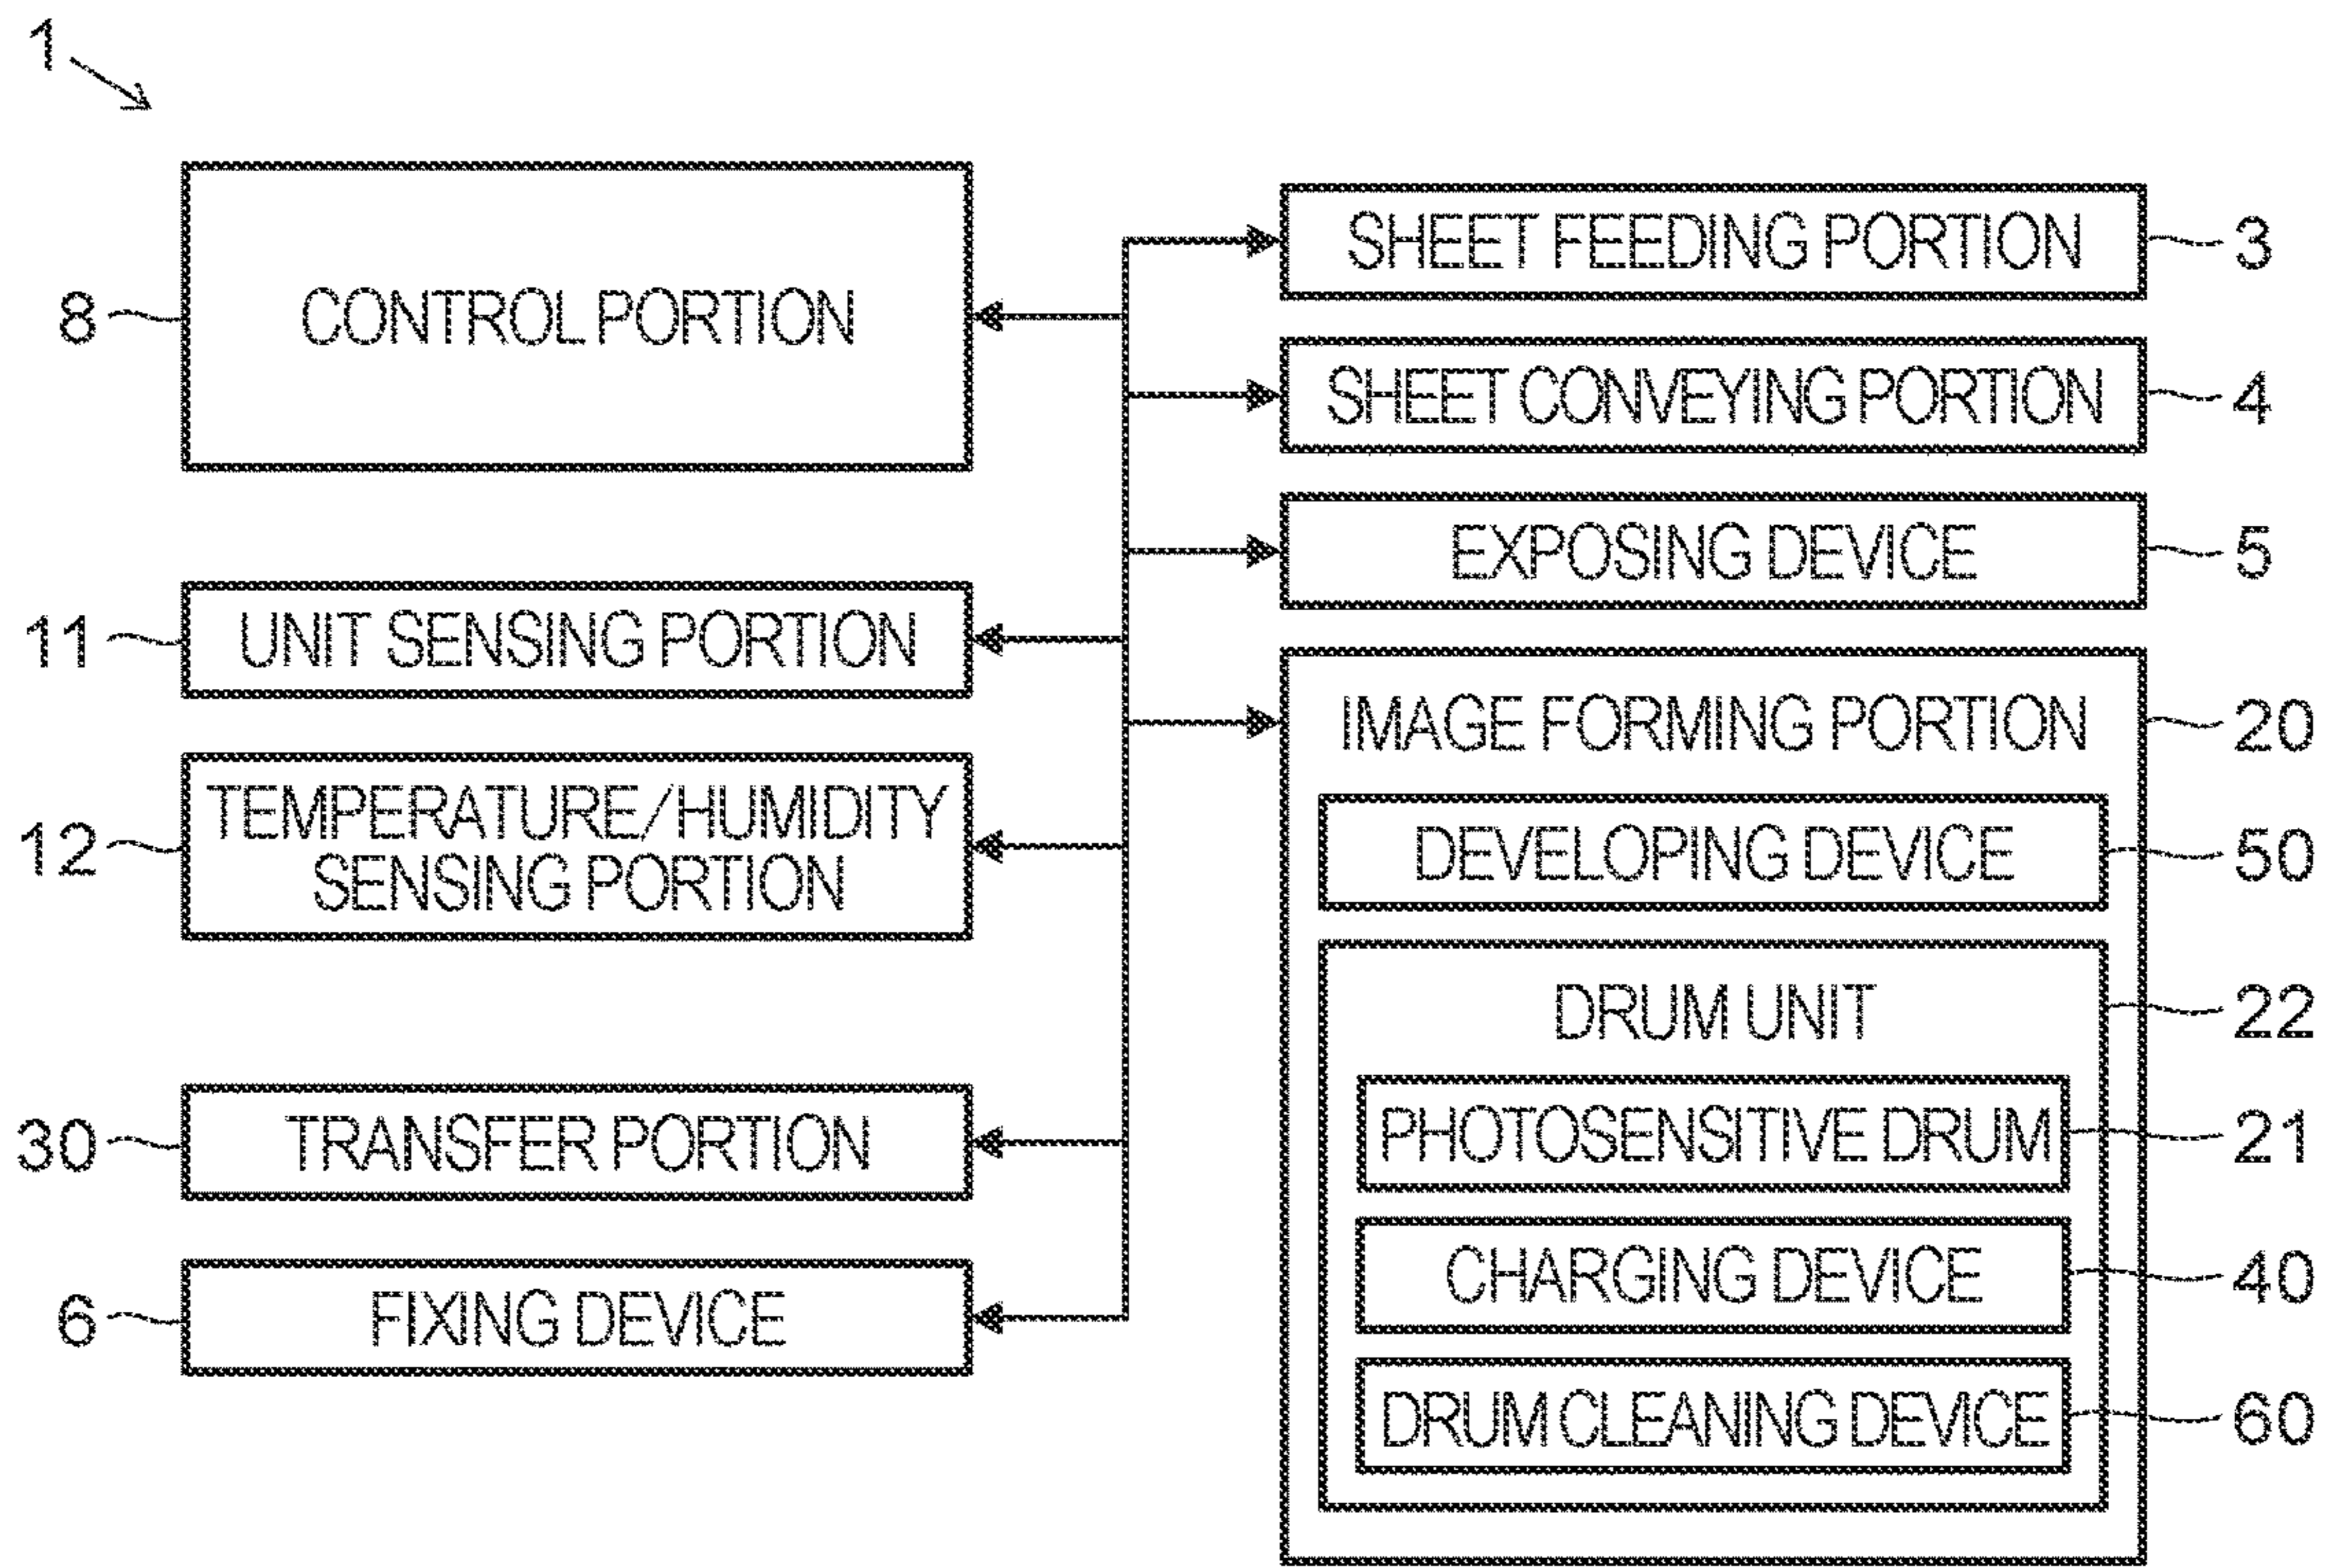 1
8
CONTROL PORTION
11
UNIT SENSING PORTION
12
TEMPERATURE/HUMIDITY
SENSING PORTION
30
TRANSFER PORTION
6
FIXING DEVICE
SHEET FEEDING PORTION
3
SHEET CONVEYING PORTION
4
EXPOSING DEVICE
5
IMAGE FORMING PORTION
20
DEVELOPING DEVICE
50
DRUM UNIT
22
PHOTOSENSITIVE DRUM
21
CHARGING DEVICE
40
DRUM CLEANING DEVICE
60